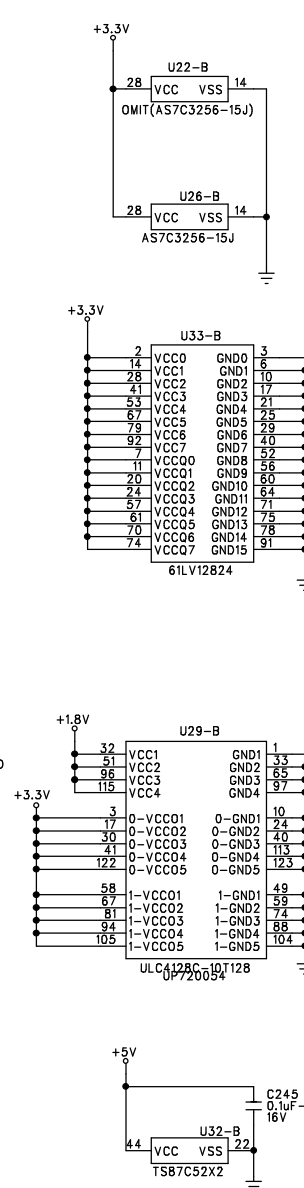 +3.3V
U22-B
28 VCC VSS 14
OMIT(AS7C3256-15J)
U26-B
28 VCC VSS 14
AS7C3256-15J
+3.3V
U33-B
2 VCC0 GND0 3
14 VCC1 GND1 6
28 VCC2 GND2 10
41 VCC3 GND3 17
53 VCC4 GND4 21
67 VCC5 GND5 25
79 VCC6 GND6 29
92 VCC7 GND7 40
7 VCCQ0 GND8 52
11 VCCQ1 GND9 56
20 VCCQ2 GND10 60
24 VCCQ3 GND11 64
57 VCCQ4 GND12 71
61 VCCQ5 GND13 75
70 VCCQ6 GND14 78
74 VCCQ7 GND15 91
61LV12824
+1.8V
U29-B
32 VCC1 GND1 1
51 VCC2 GND2 33
96 VCC3 GND3 65
115 VCC4 GND4 97
+3.3V
3 0-VCCO1 0-GND1 10
17 0-VCCO2 0-GND2 24
30 0-VCCO3 0-GND3 40
41 0-VCCO4 0-GND4 113
122 0-VCCO5 0-GND5 123
58 1-VCCO1 1-GND1 49
67 1-VCCO2 1-GND2 59
81 1-VCCO3 1-GND3 74
94 1-VCCO4 1-GND4 88
105 1-VCCO5 1-GND5 104
ULC4128C-10T128
UP720054
+5V
C245
0.1uF-
16V
U32-B
44 VCC VSS 22
TS87C52X2